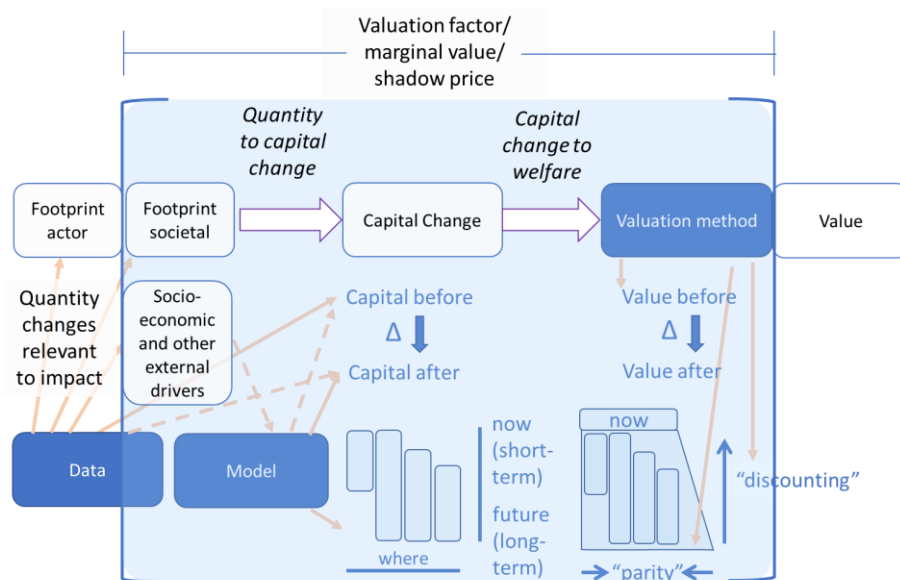 Valuation factor/
marginal value/
shadow price
Quantity
to capital
change
Capital
change to
welfare
Footprint
actor
Footprint
societal
Capital Change
Valuation method
Value
Quantity
changes
relevant
to impact
Socio-
economic
and other
external
drivers
Capital before
Δ
Capital after
Value before
Δ
Value after
Data
Model
now
(short-
term)
future
(long-
term)
where
now
"discounting"
"parity"